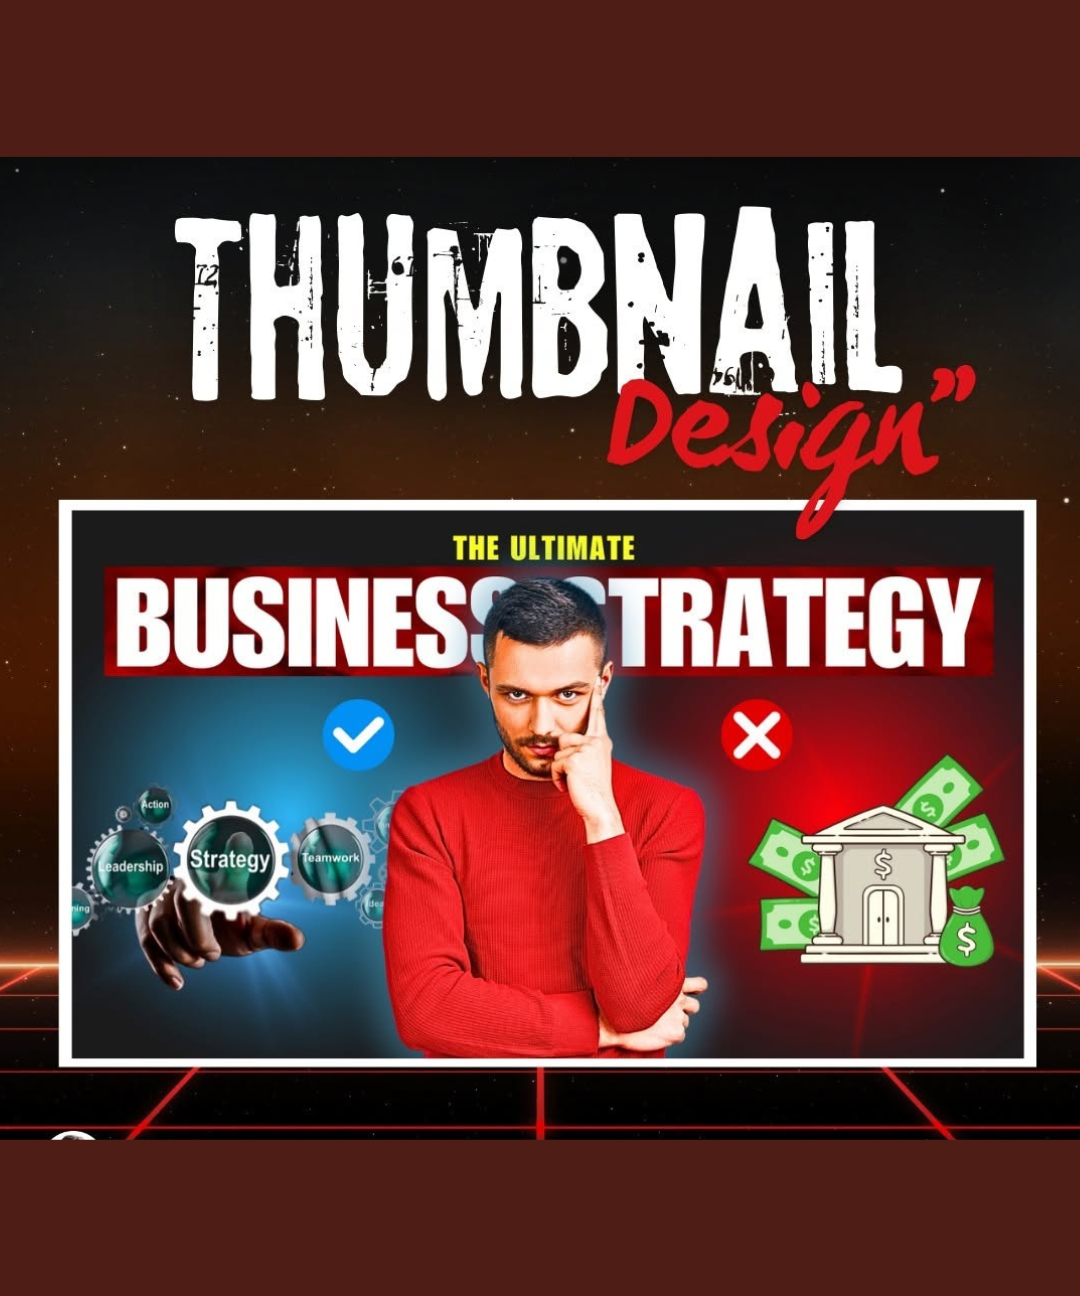 THUMBNAIL
Design”
THE ULTIMATE
BUSINESS STRATEGY
Action
Leadership
Strategy
Teamwork
$
$
$
$
$